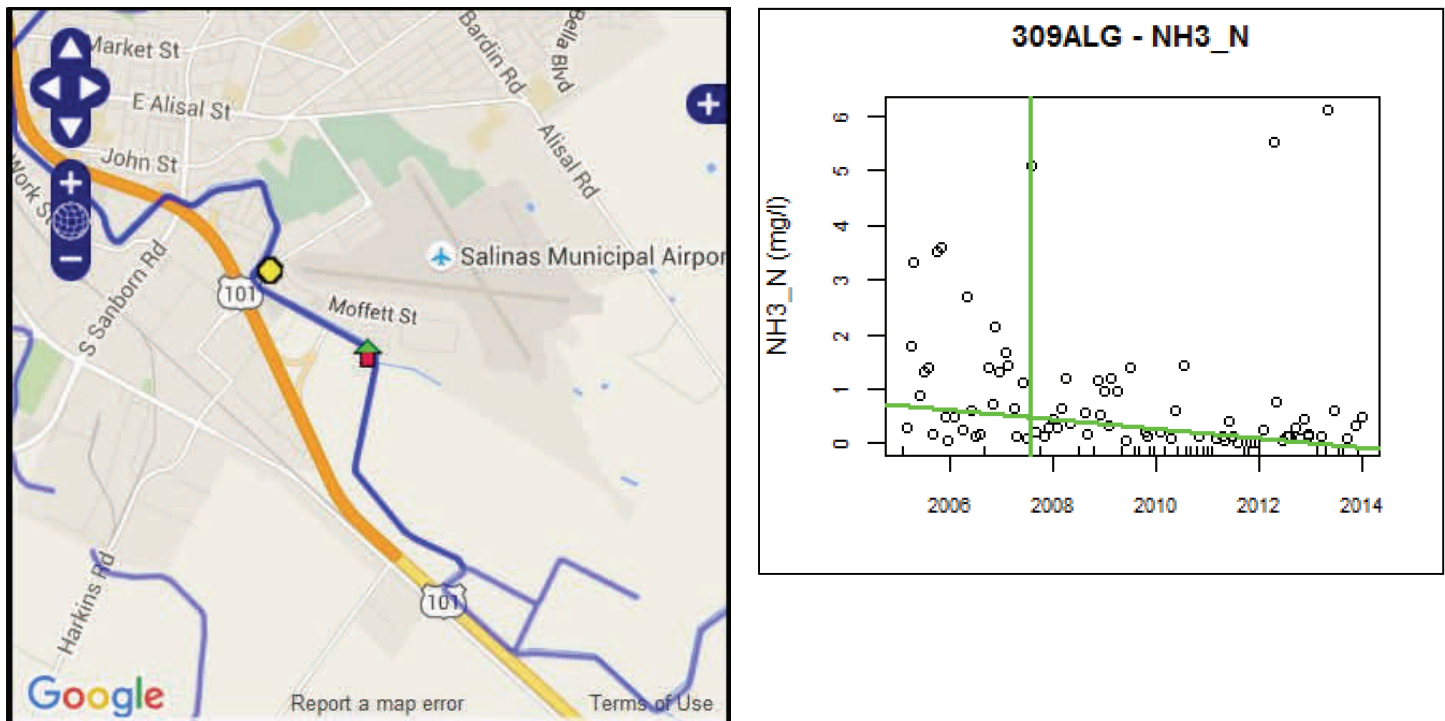 Market St
E Alisal St
John St
Work St
S Sanborn Rd
Bardin Rd
Bella Blvd
Alisal Rd
Salinas Municipal Airpor
101
Moffett St
101
Harkins Rd
Google
Report a map error
Terms of Use
+
+
−
309ALG - NH3_N
NH3_N (mg/l)
6
5
4
3
2
1
0
2006 2008 2010 2012 2014